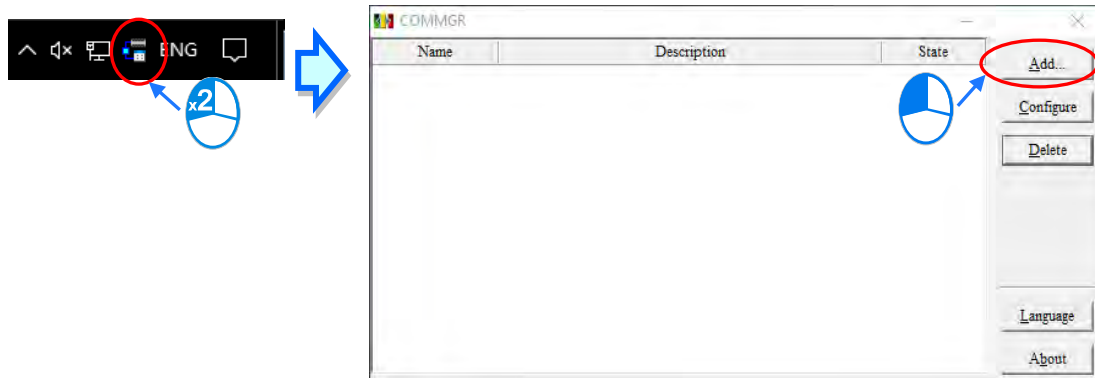 COMMGR
Name Description State
Add...
ENG
x2
Configure
Delete
Language
About